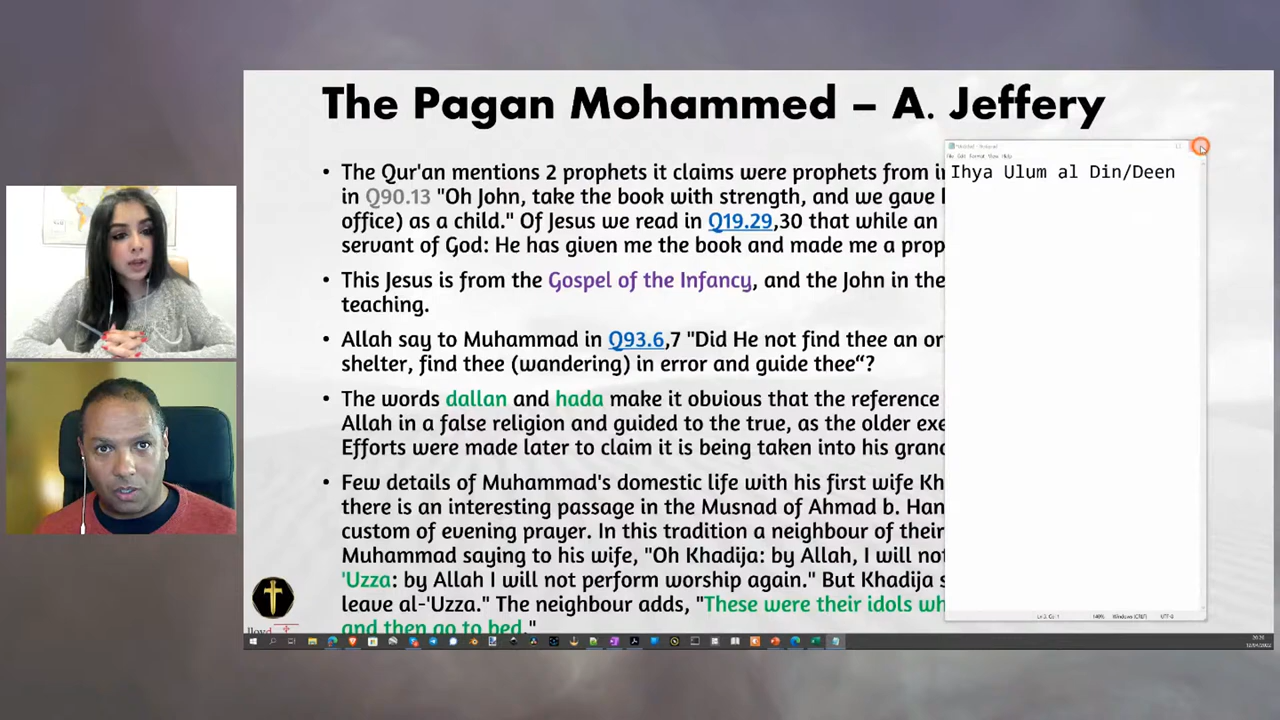 The Pagan Mohammed – A. Jeffery
• The Qur'an mentions 2 prophets it claims were prophets from
in Q90.13 "Oh John, take the book with strength, and we gave
office) as a child." Of Jesus we read in Q19.29,30 that while an
servant of God: He has given me the book and made me a
• This Jesus is from the Gospel of the Infancy, and the John in the
teaching.
• Allah say to Muhammad in Q93.6,7 "Did He not find thee an
shelter, find thee (wandering) in error and guide thee“?
• The words dallan and hada make it obvious that the reference
Allah in a false religion and guided to the true, as the older
Efforts were made later to claim it is being taken into his
• Few details of Muhammad's domestic life with his first wife
there is an interesting passage in the Musnad of Ahmad b.
custom of evening prayer. In this tradition a neighbour of their
Muhammad saying to his wife, "Oh Khadija: by Allah, I will
'Uzza: by Allah I will not perform worship again." But Khadija
leave al-'Uzza." The neighbour adds, "These were their idols
and then go to bed."
File Edit Format View Help
Ihya Ulum al Din/Deen